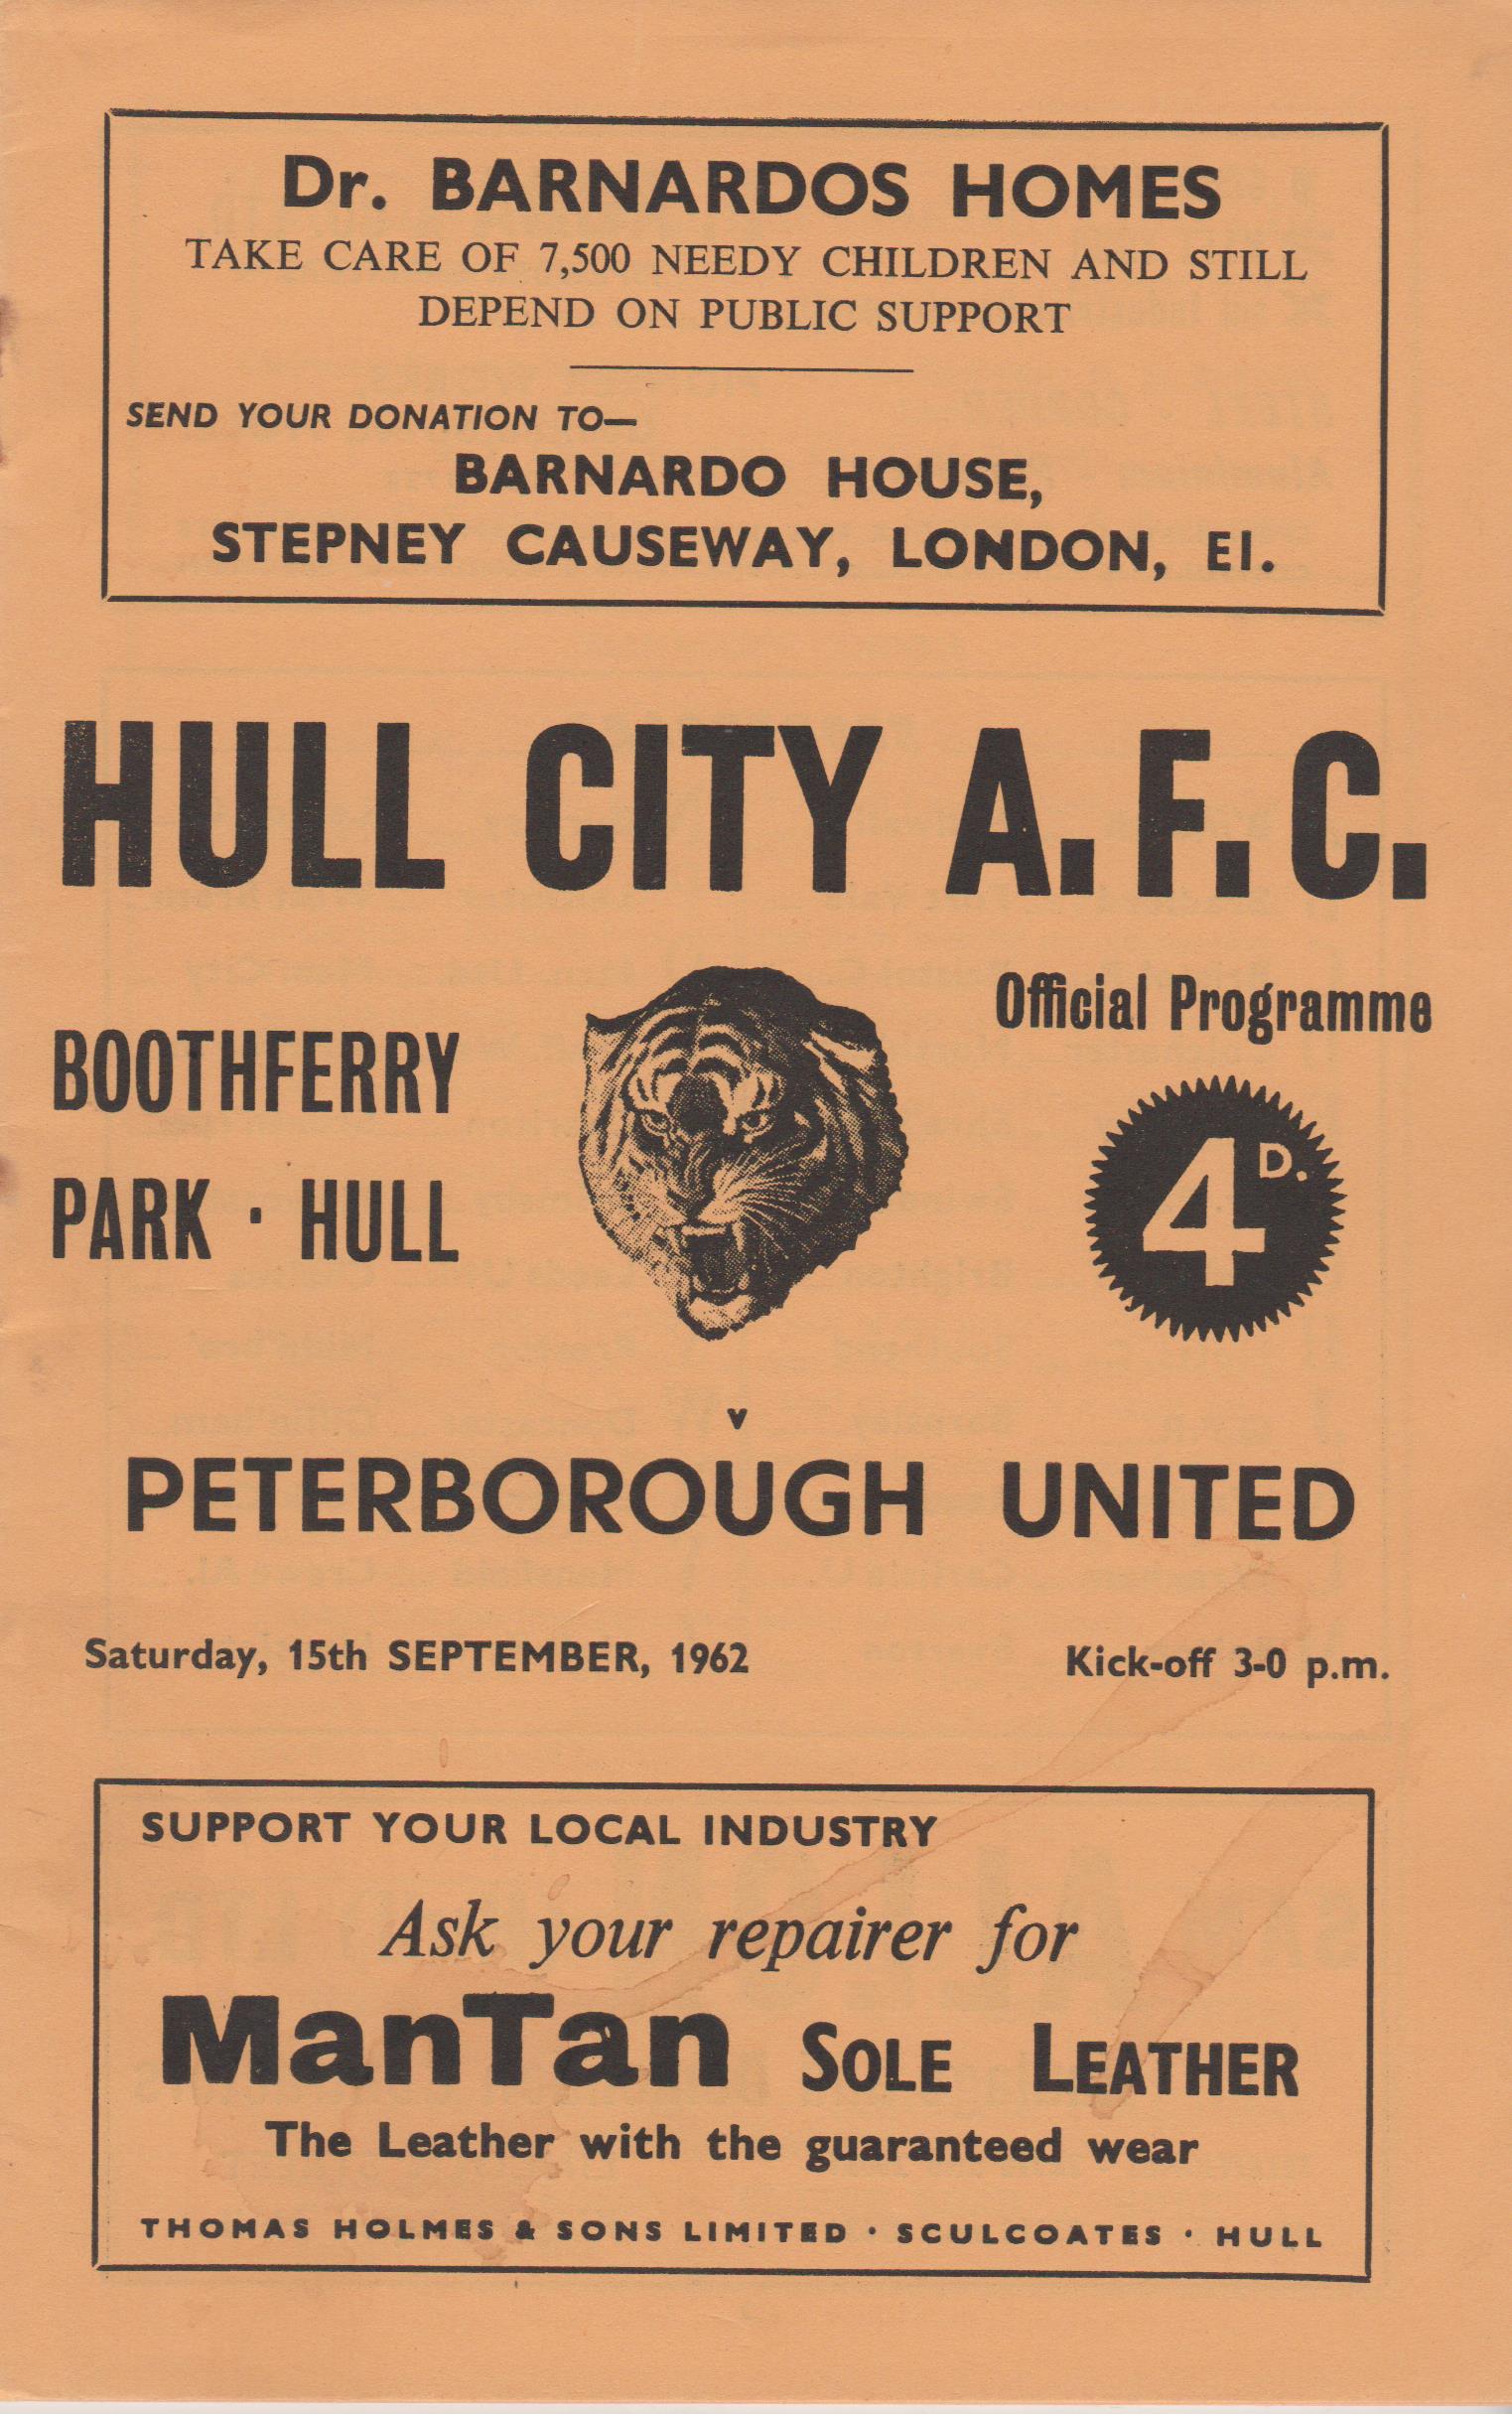 Dr. BARNARDOS HOMES
TAKE CARE OF 7,500 NEEDY CHILDREN AND STILL
DEPEND ON PUBLIC SUPPORT
SEND YOUR DONATION TO—
BARNARDO HOUSE,
STEPNEY CAUSEWAY, LONDON, E1.
HULL CITY A.F.C.
BOOTHFERRY
PARK · HULL
Official Programme
4D.
v
PETERBOROUGH UNITED
Saturday, 15th SEPTEMBER, 1962
Kick-off 3-0 p.m.
SUPPORT YOUR LOCAL INDUSTRY
Ask your repairer for
ManTan SOLE LEATHER
The Leather with the guaranteed wear
THOMAS HOLMES & SONS LIMITED · SCULCOATES · HULL